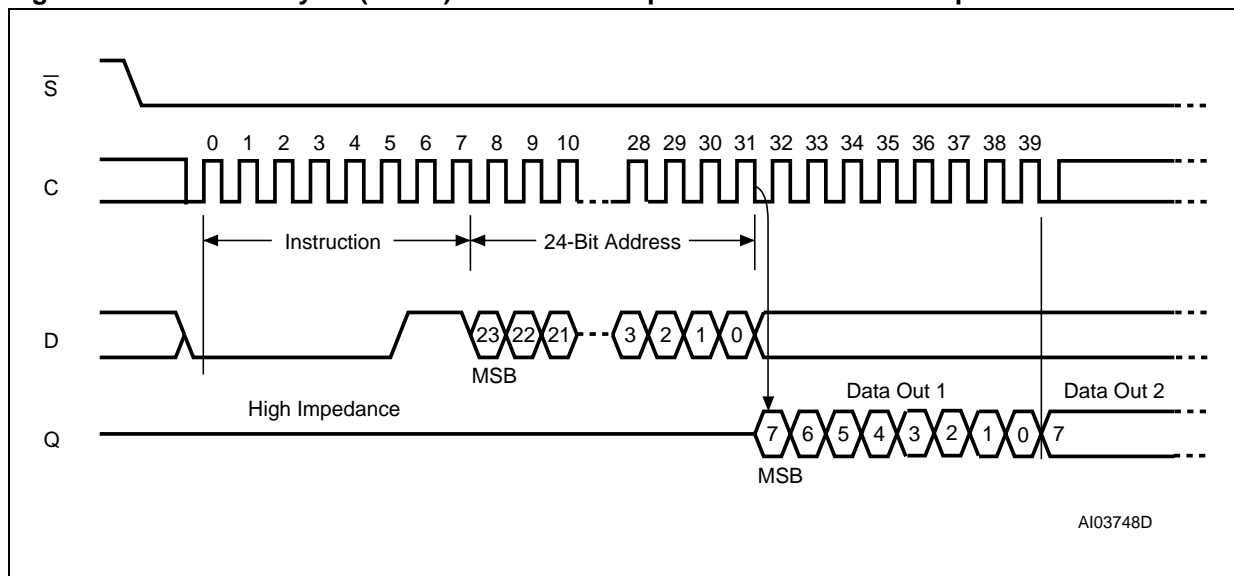 S
0 1 2 3 4 5 6 7 8 9 10 28 29 30 31 32 33 34 35 36 37 38 39
C
Instruction 24-Bit Address
D 23 22 21 3 2 1 0
MSB
High Impedance Data Out 1 Data Out 2
Q 7 6 5 4 3 2 1 0 7
MSB
AI03748D